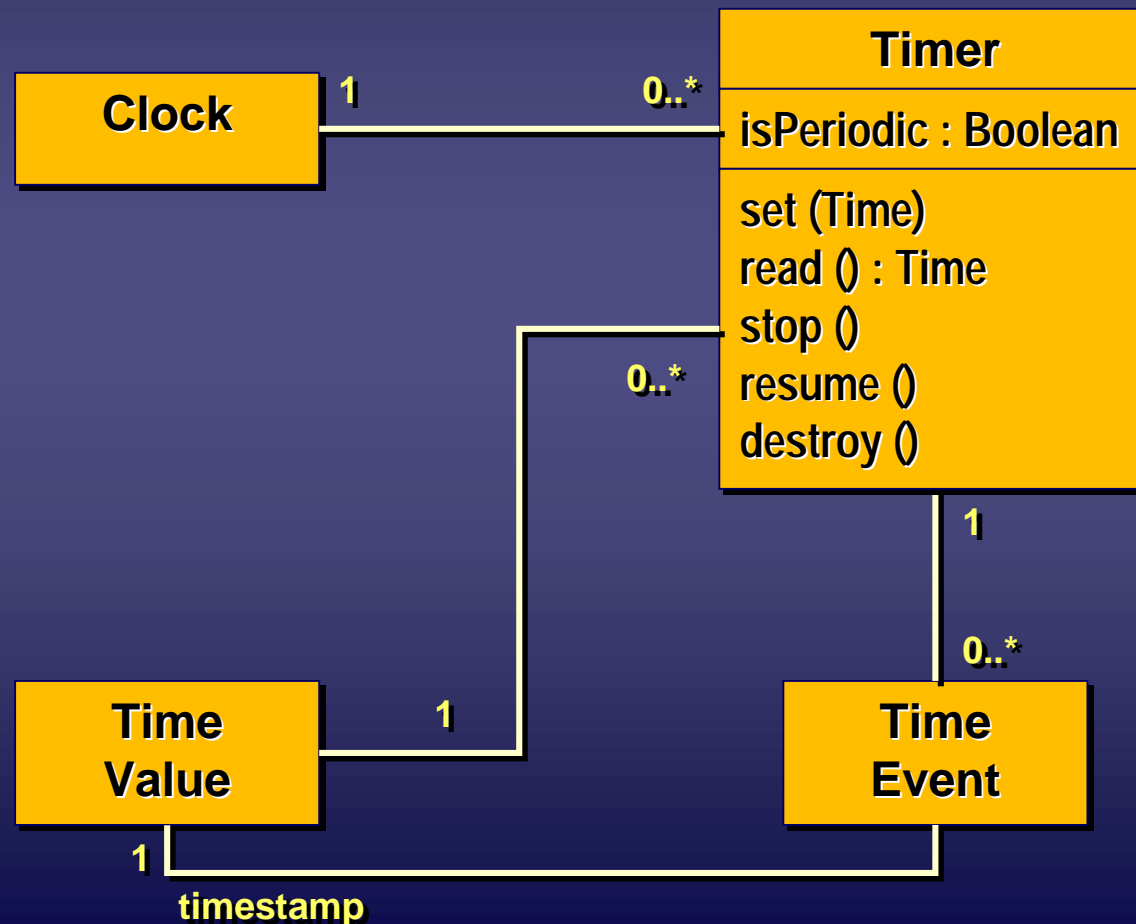 Timer
Clock
1
0..*
isPeriodic : Boolean
set (Time)
read () : Time
stop ()
0..*
resume ()
destroy ()
1
0..*
Time
Value
1
Time
Event
1
timestamp